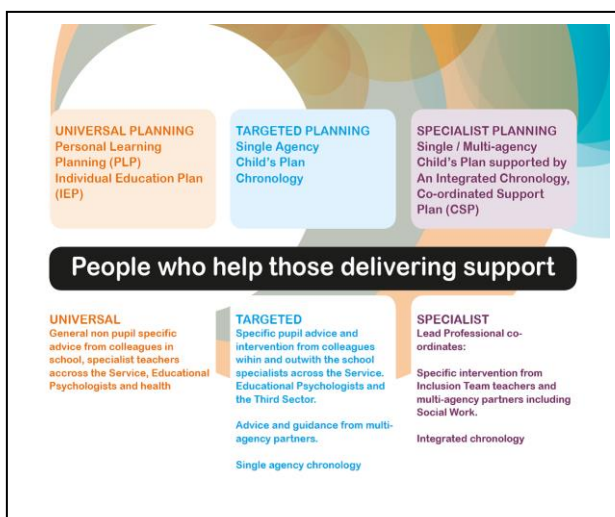 UNIVERSAL PLANNING
Personal Learning
Planning (PLP)
Individual Education Plan
(IEP)
TARGETED PLANNING
Single Agency
Child's Plan
Chronology
SPECIALIST PLANNING
Single / Multi-agency
Child's Plan supported by
An Integrated Chronology,
Co-ordinated Support
Plan (CSP)
People who help those delivering support
UNIVERSAL
General non pupil specific
advice from colleagues in
school, specialist teachers
accross the Service, Educational
Psychologists and health
TARGETED
Specific pupil advice and
intervention from colleagues
wihin and outwith the school
specialists across the Service.
Educational Psychologists and
the Third Sector.
Advice and guidance from multi-
agency partners.
Single agency chronology
SPECIALIST
Lead Professional co-
ordinates:
Specific intervention from
Inclusion Team teachers and
multi-agency partners including
Social Work.
Integrated chronology